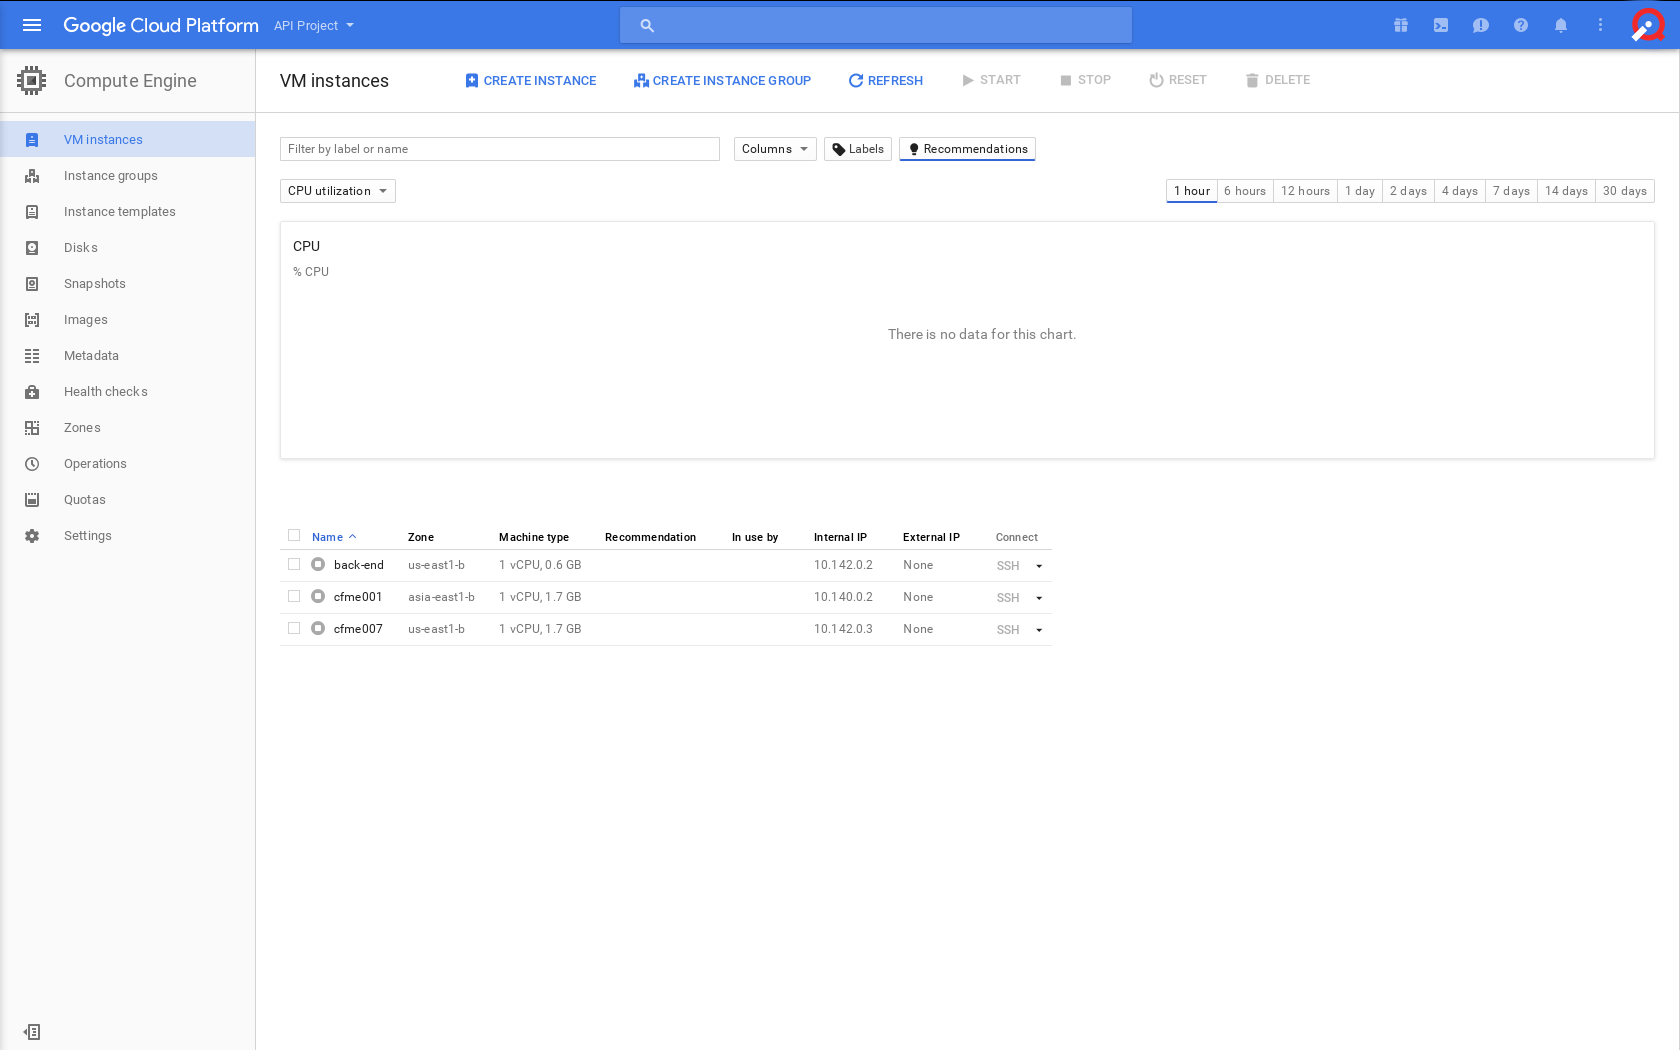 Google Cloud Platform API Project
Compute Engine
VM instances CREATE INSTANCE CREATE INSTANCE GROUP REFRESH START STOP RESET DELETE
VM instances
Instance groups
Instance templates
Disks
Snapshots
Images
Metadata
Health checks
Zones
Operations
Quotas
Settings
Filter by label or name Columns Labels Recommendations
CPU utilization 1 hour 6 hours 12 hours 1 day 2 days 4 days 7 days 14 days 30 days
CPU
% CPU
There is no data for this chart.
Name Zone Machine type Recommendation In use by Internal IP External IP Connect
back-end us-east1-b 1 vCPU, 0.6 GB 10.142.0.2 None SSH
cfme001 asia-east1-b 1 vCPU, 1.7 GB 10.140.0.2 None SSH
cfme007 us-east1-b 1 vCPU, 1.7 GB 10.142.0.3 None SSH